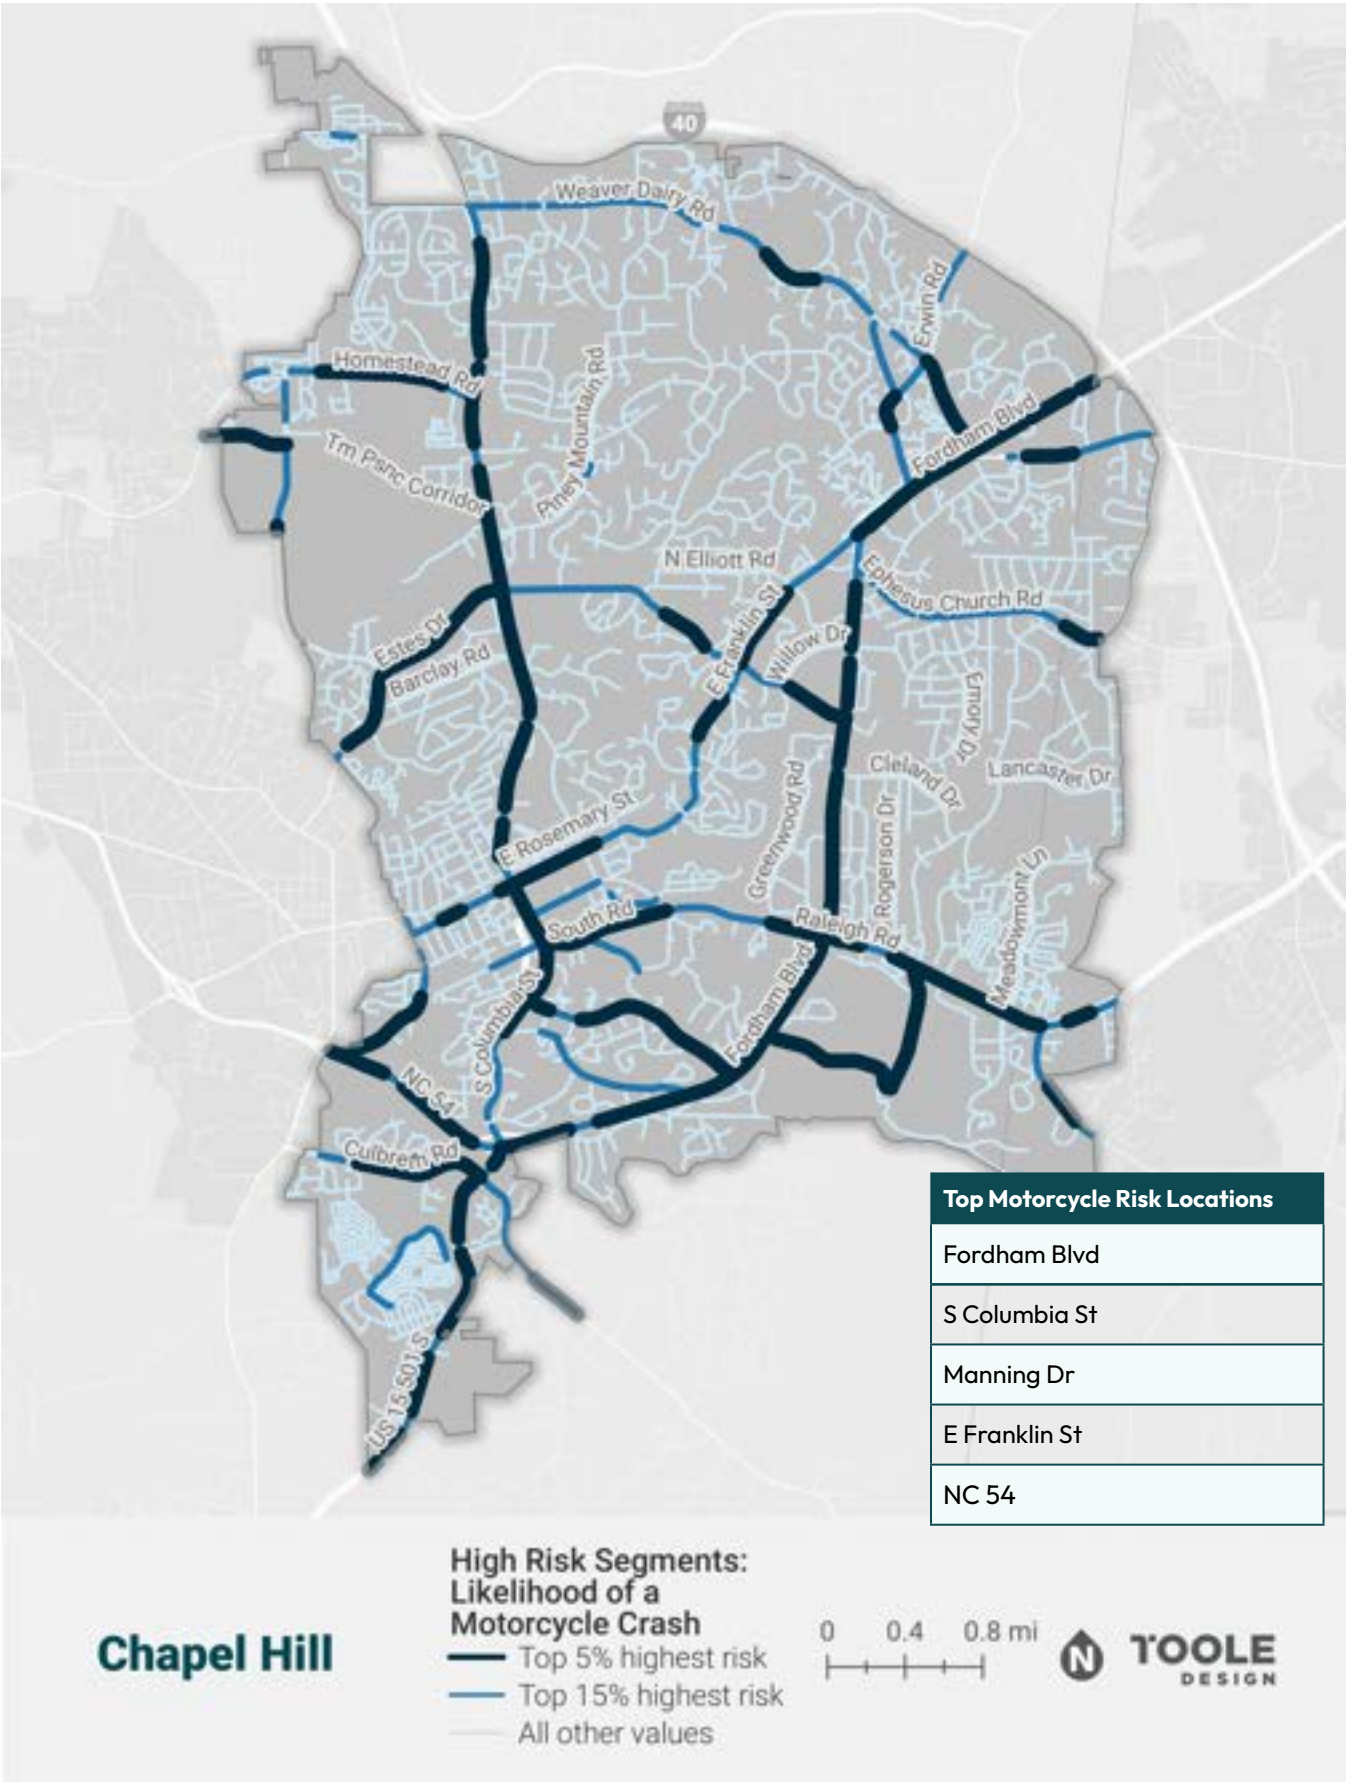 40
Weaver Dairy Rd
Erwin Rd
Homestead Rd
Piney Mountain Rd
Fordham Blvd
Tm Psnc Corridor
N Elliott Rd
Ephesus Church Rd
E Franklin St
Willow Dr
Estes Dr
Barclay Rd
Emory Dr
Cleland Dr
Lancaster Dr
Greenwood Rd
Rogerson Dr
E Rosemary St
Meadowmont Ln
South Rd
Raleigh Rd
S Columbia St
Fordham Blvd
NC 54
Culbreth Rd
US 15 501 S
Top Motorcycle Risk Locations
Fordham Blvd
S Columbia St
Manning Dr
E Franklin St
NC 54
Chapel Hill
High Risk Segments:
Likelihood of a
Motorcycle Crash
Top 5% highest risk
Top 15% highest risk
All other values
0 0.4 0.8 mi
N
TOOLE
DESIGN